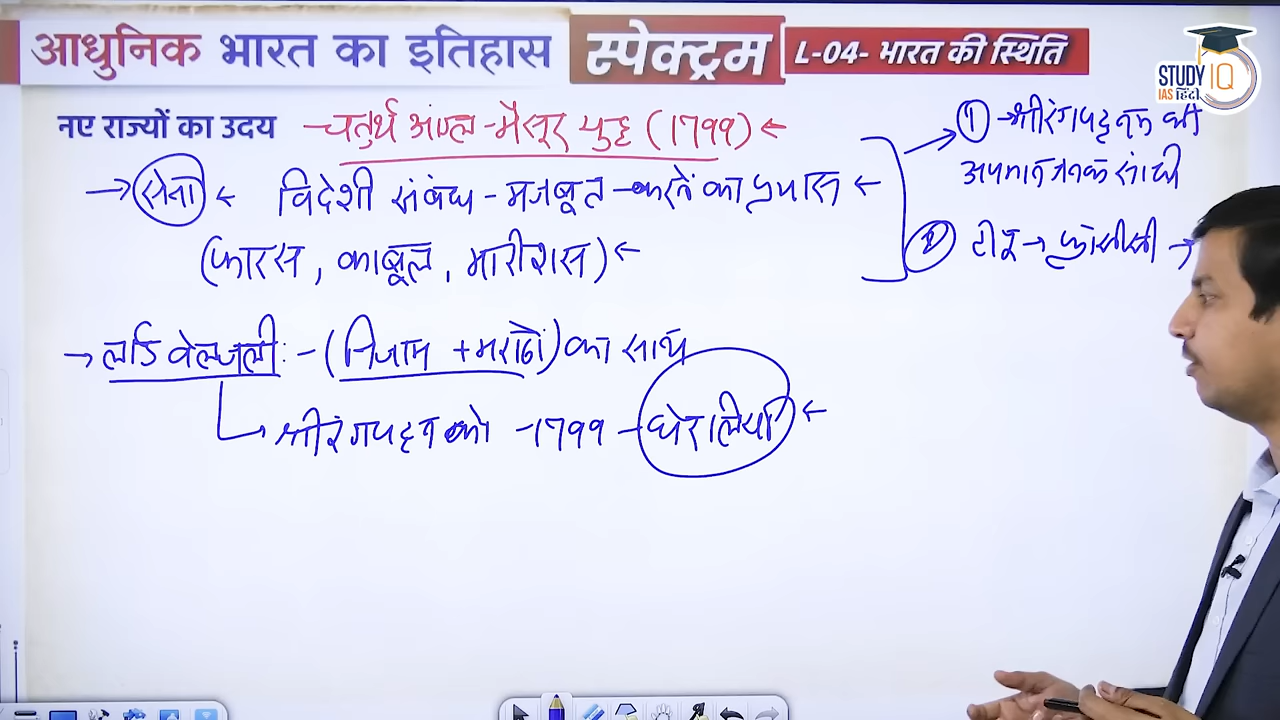 आधुनिक भारत का इतिहास स्पेक्ट्रम L-04- भारत की स्थिति
STUDY IQ
IAS हिंदी
नए राज्यों का उदय → चतुर्थ आंग्ल-मैसूर युद्ध (1799) ←
→ सेना ← विदेशी संबंध - मजबूत - करने का प्रयास ←
(फारस, काबूल, मारीशस) ←
① → श्रीरंगपट्टनम की
अपमानजनक संधी
② टीपू → फ्रांसीसी →
→ लॉर्ड वेलजली :- (निजाम + मराठों) का साथ
↳ श्रीरंगपट्टन को - 1799 - घेर लिया ←